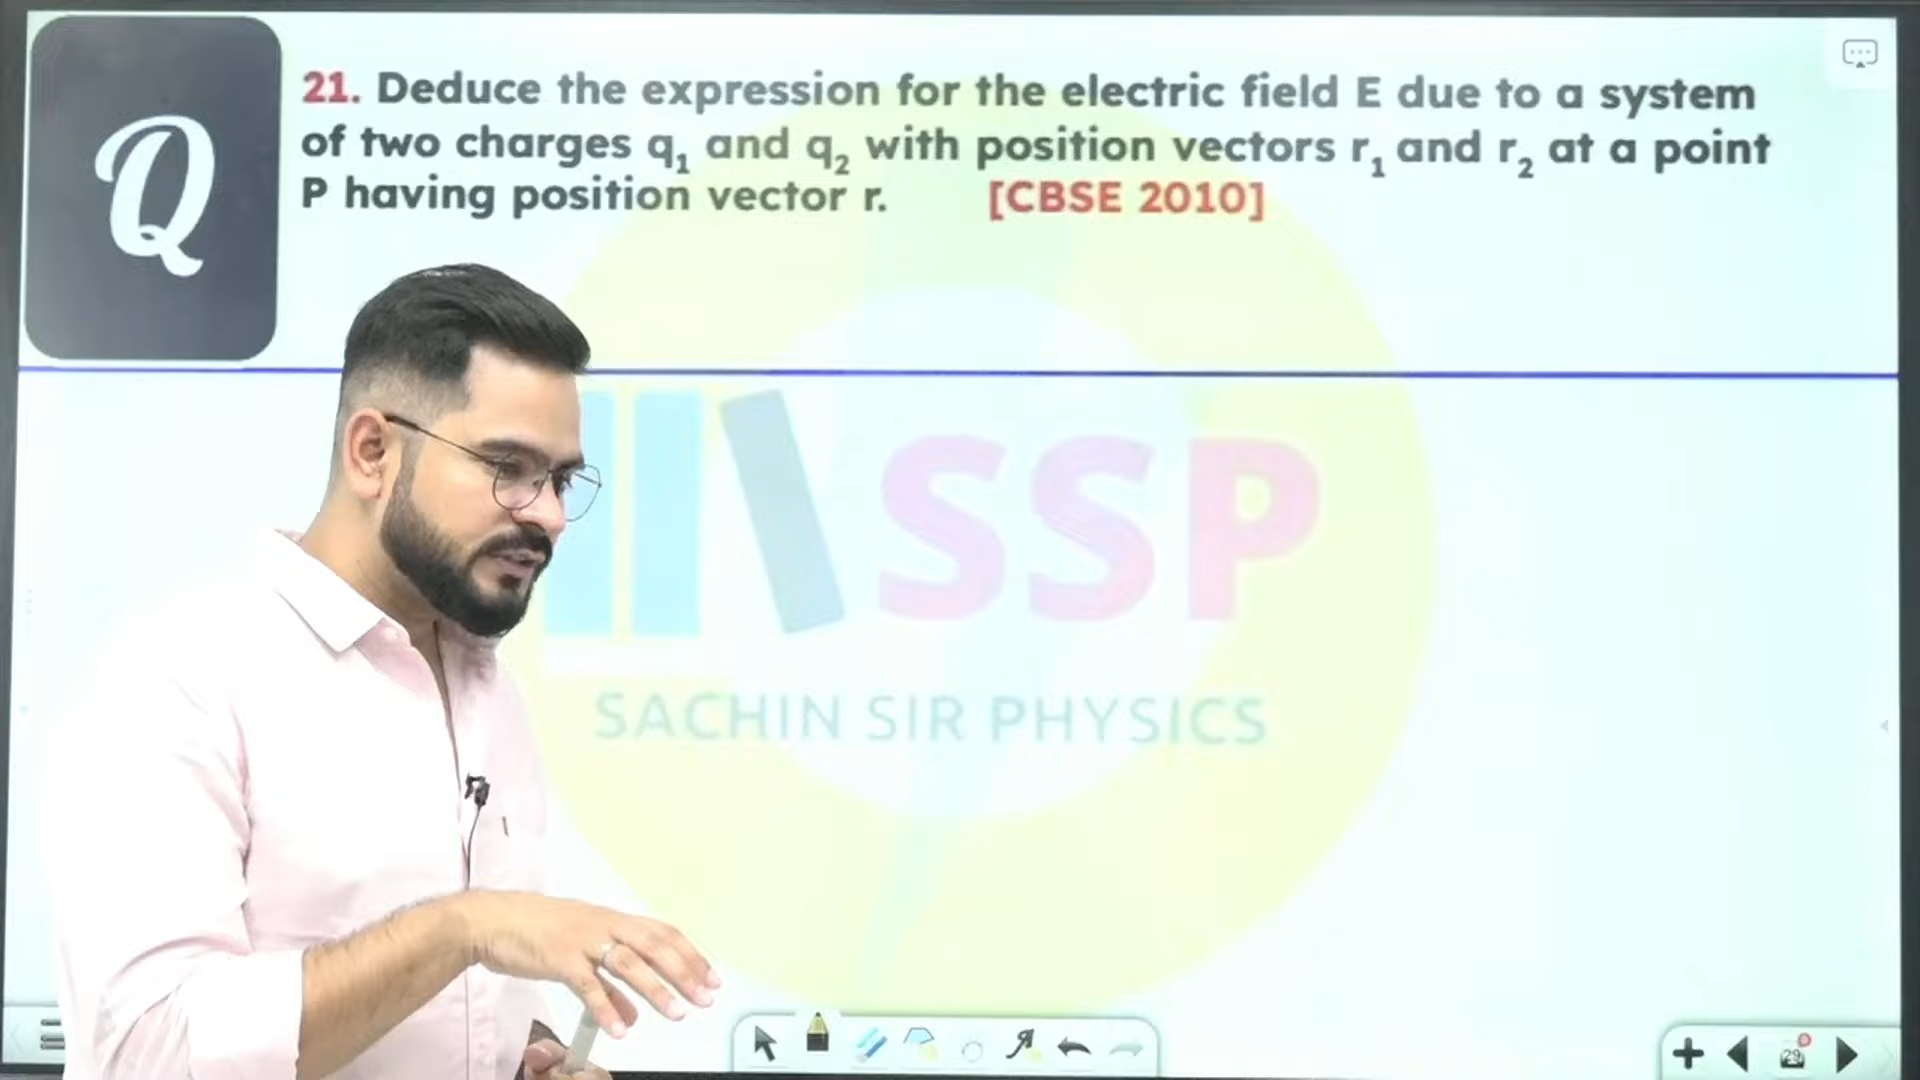 Q
21. Deduce the expression for the electric field E due to a system
of two charges q₁ and q₂ with position vectors r₁ and r₂ at a point
P having position vector r. [CBSE 2010]
SSP
SACHIN SIR PHYSICS
29